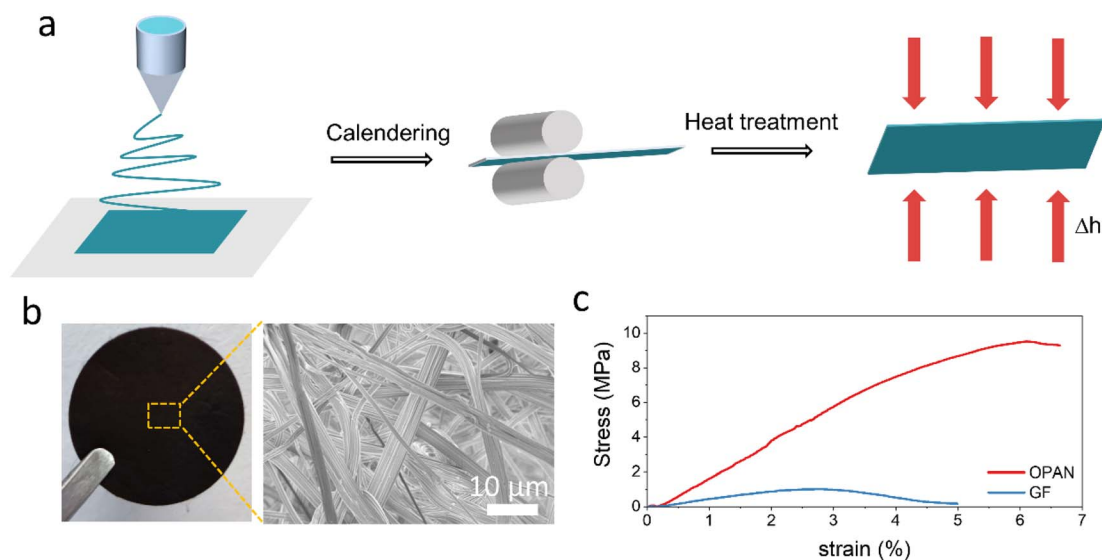 a
Calendering
Heat treatment
Δh
b
10 μm
c
Stress (MPa)
10
8
6
4
2
0
0 1 2 3 4 5 6 7
strain (%)
OPAN
GF